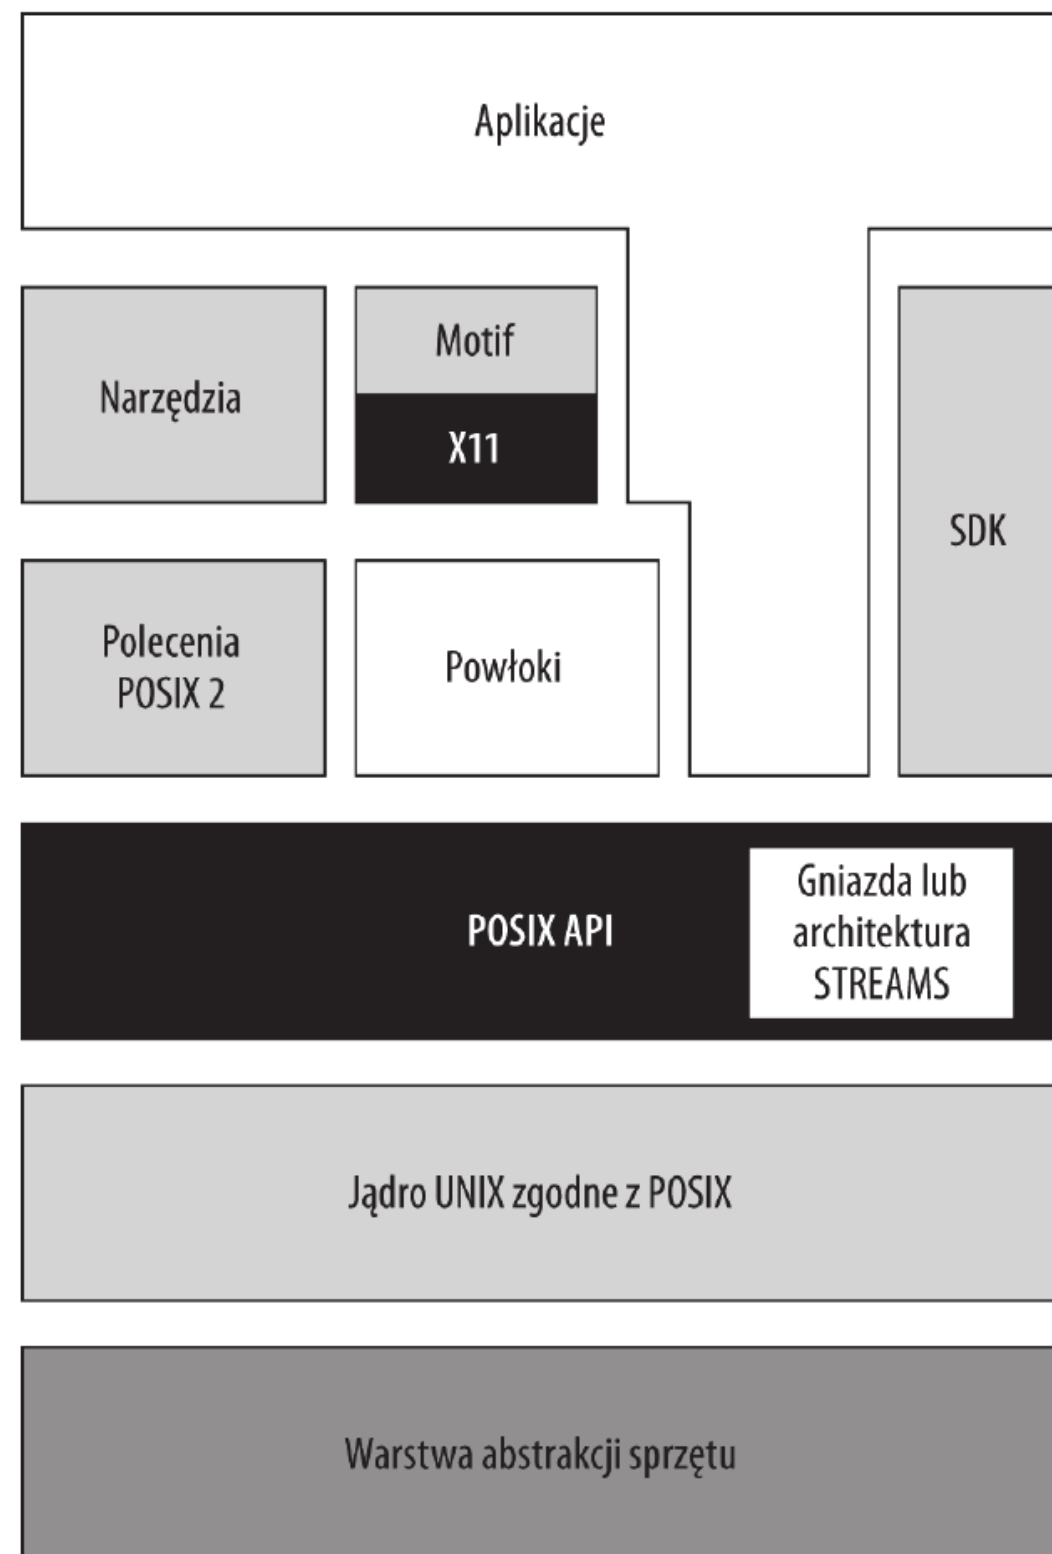 Aplikacje
Narzędzia
Motif
X11
SDK
Polecenia
POSIX 2
Powłoki
POSIX API
Gniazda lub
architektura
STREAMS
Jądro UNIX zgodne z POSIX
Warstwa abstrakcji sprzętu